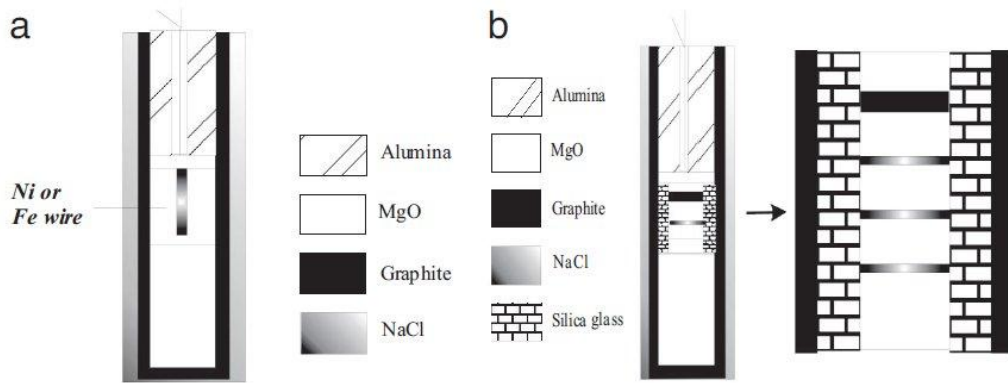 a
Ni or
Fe wire
Alumina
MgO
Graphite
NaCl
b
Alumina
MgO
Graphite
NaCl
Silica glass